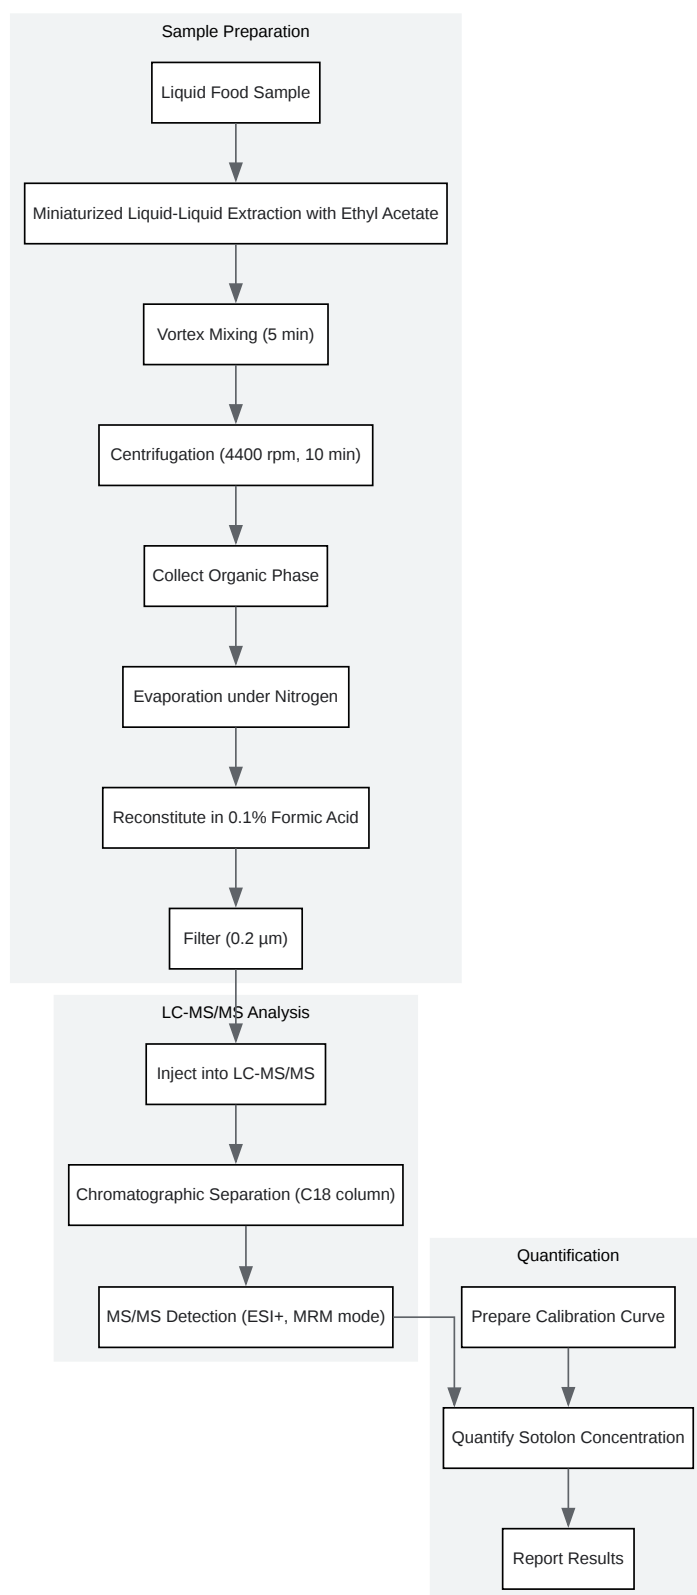 Sample Preparation
Liquid Food Sample
Miniaturized Liquid-Liquid Extraction with Ethyl Acetate
Vortex Mixing (5 min)
Centrifugation (4400 rpm, 10 min)
Collect Organic Phase
Evaporation under Nitrogen
Reconstitute in 0.1% Formic Acid
Filter (0.2 µm)
LC-MS/MS Analysis
Inject into LC-MS/MS
Chromatographic Separation (C18 column)
MS/MS Detection (ESI+, MRM mode)
Quantification
Prepare Calibration Curve
Quantify Sotolon Concentration
Report Results